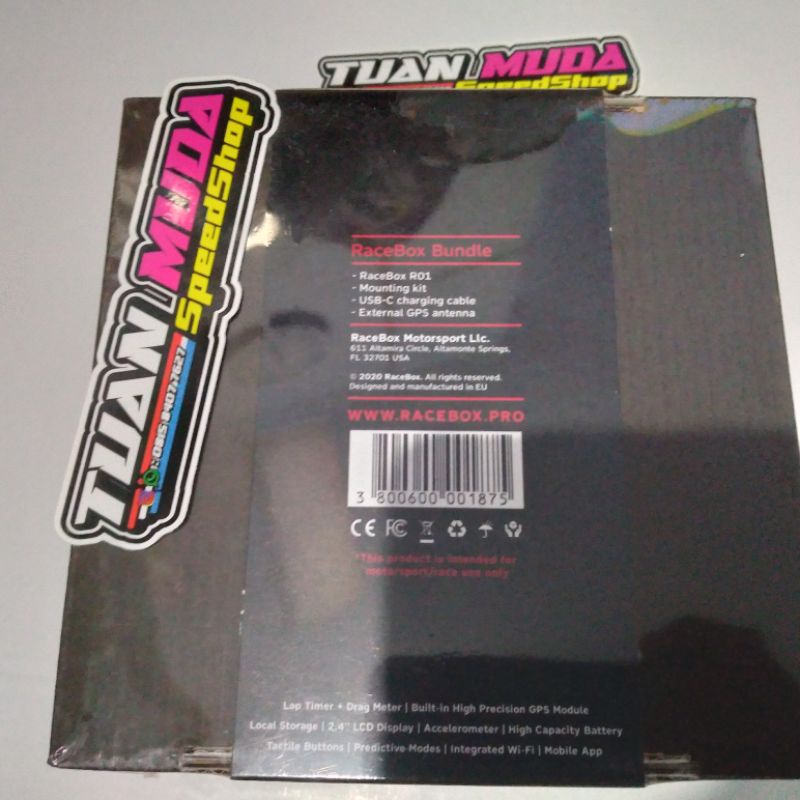 TUAN MUDA
SpeedShop
TUAN MUDA
SpeedShop
RaceBox Bundle
- RaceBox R01
- Mounting kit
- USB-C charging cable
- External GPS antenna
RaceBox Motorsport Llc.
611 Altamira Circle, Altamonte Springs,
FL 32701 USA
© 2020 RaceBox. All rights reserved.
Designed and manufactured in EU
WWW.RACEBOX.PRO
3 800600 001875
CE FC
*This product is intended for
motorsport/race use only
Lap Timer + Drag Meter | Built-in High Precision GPS Module
Local Storage | 2.4" LCD Display | Accelerometer | High Capacity Battery
Tactile Buttons | Predictive Modes | Integrated Wi-Fi | Mobile App